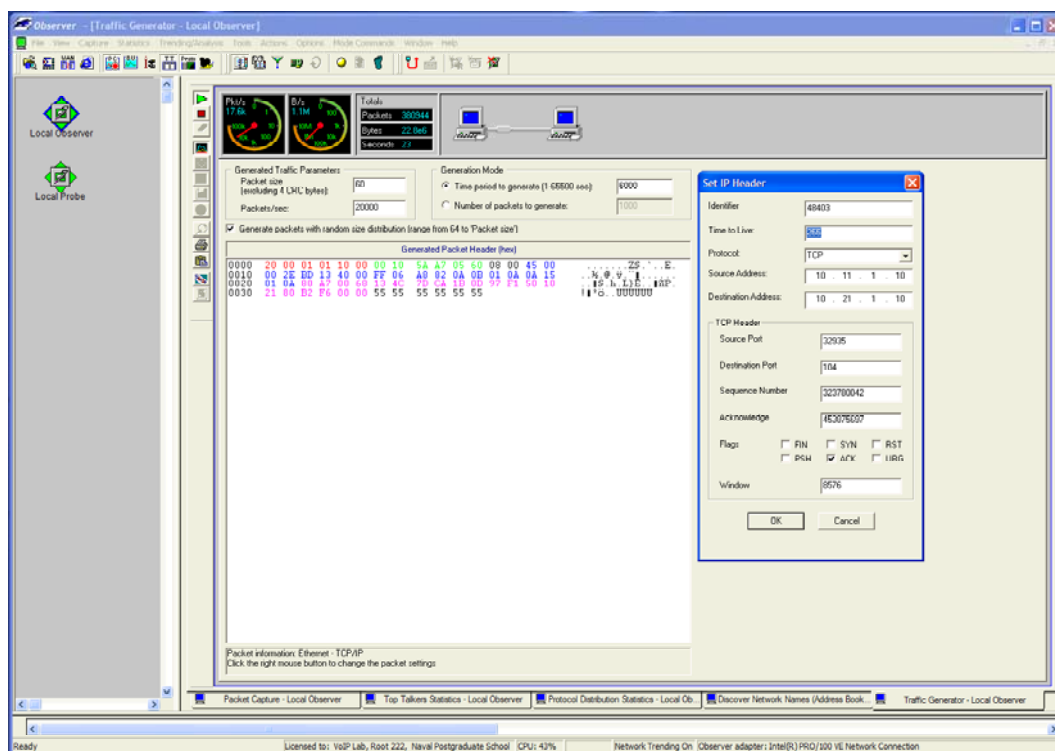 Observer - [Traffic Generator - Local Observer]
File View Capture Statistics Trending/Analysis Tools Actions Options Mode Commands Window Help
Local Observer
Local Probe
Pkt/s
17.6k
B/s
1.1M
Totals
Packets 380944
Bytes 22.8e6
Seconds 23
Generated Traffic Parameters
Packet size
(excluding 4 CRC bytes):
60
Packets/sec:
20000
Generation Mode
Time period to generate (1-65500 sec):
6000
Number of packets to generate:
1000
Generate packets with random size distribution (range from 64 to 'Packet size')
Generated Packet Header (hex)
0000 20 00 01 01 10 00 00 10 5A A7 05 60 08 00 45 00
0010 00 2E BD 13 40 00 FF 06 A8 82 0A 0B 01 0A 0A 15
0020 01 0A 80 A7 00 68 13 4C 7D CA 1B 0D 97 F1 50 10
0030 21 80 B2 F6 00 00 55 55 55 55 55 55
Packet information: Ethernet - TCP/IP
Click the right mouse button to change the packet settings
Set IP Header
Identifier
48403
Time to Live:
Protocol:
TCP
Source Address:
10 . 11 . 1 . 10
Destination Address:
10 . 21 . 1 . 10
TCP Header
Source Port
32935
Destination Port
104
Sequence Number
323780042
Acknowledge
453875697
Flags
FIN SYN RST
PSH ACK URG
Window
8576
OK Cancel
Packet Capture - Local Observer
Top Talkers Statistics - Local Observer
Protocol Distribution Statistics - Local Ob...
Discover Network Names (Address Book...
Traffic Generator - Local Observer
Ready
Licensed to: VoIP Lab, Root 222, Naval Postgraduate School
CPU: 43%
Network Trending On
Observer adapter: Intel(R) PRO/100 VE Network Connection